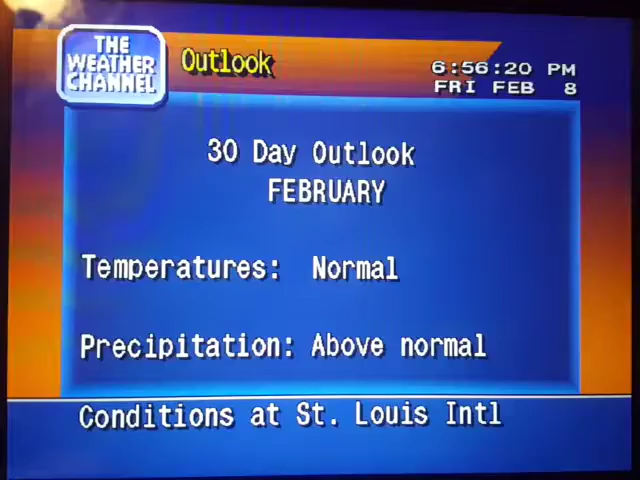 THE
WEATHER
CHANNEL
Outlook
6:56:20 PM
FRI FEB 8
30 Day Outlook
FEBRUARY
Temperatures: Normal
Precipitation: Above normal
Conditions at St. Louis Intl